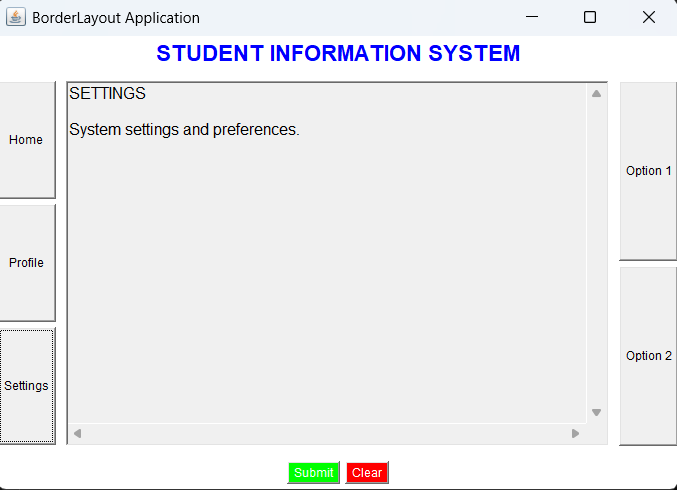 BorderLayout Application
STUDENT INFORMATION SYSTEM
Home
Profile
Settings
SETTINGS
System settings and preferences.
Option 1
Option 2
Submit
Clear